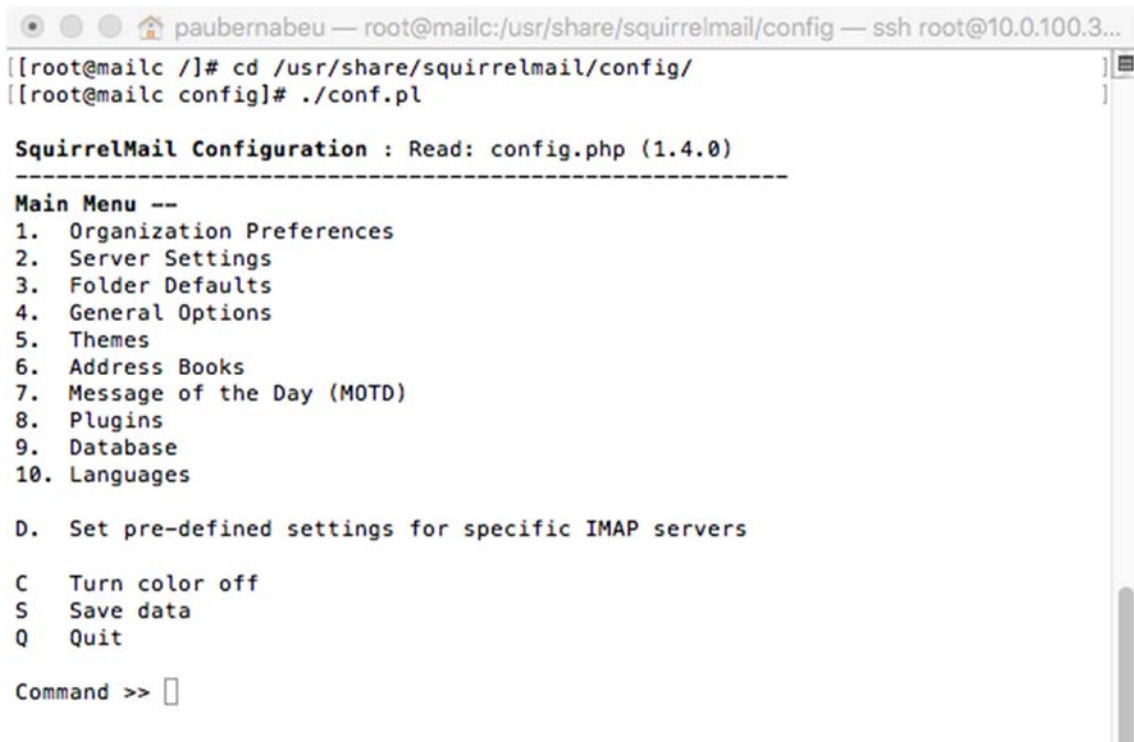 paubernabeu — root@mailc:/usr/share/squirrelmail/config — ssh root@10.0.100.3...
[[root@mailc /]# cd /usr/share/squirrelmail/config/ ]
[[root@mailc config]# ./conf.pl ]
SquirrelMail Configuration : Read: config.php (1.4.0)
---------------------------------------------------------
Main Menu --
1. Organization Preferences
2. Server Settings
3. Folder Defaults
4. General Options
5. Themes
6. Address Books
7. Message of the Day (MOTD)
8. Plugins
9. Database
10. Languages
D. Set pre-defined settings for specific IMAP servers
C Turn color off
S Save data
Q Quit
Command >>